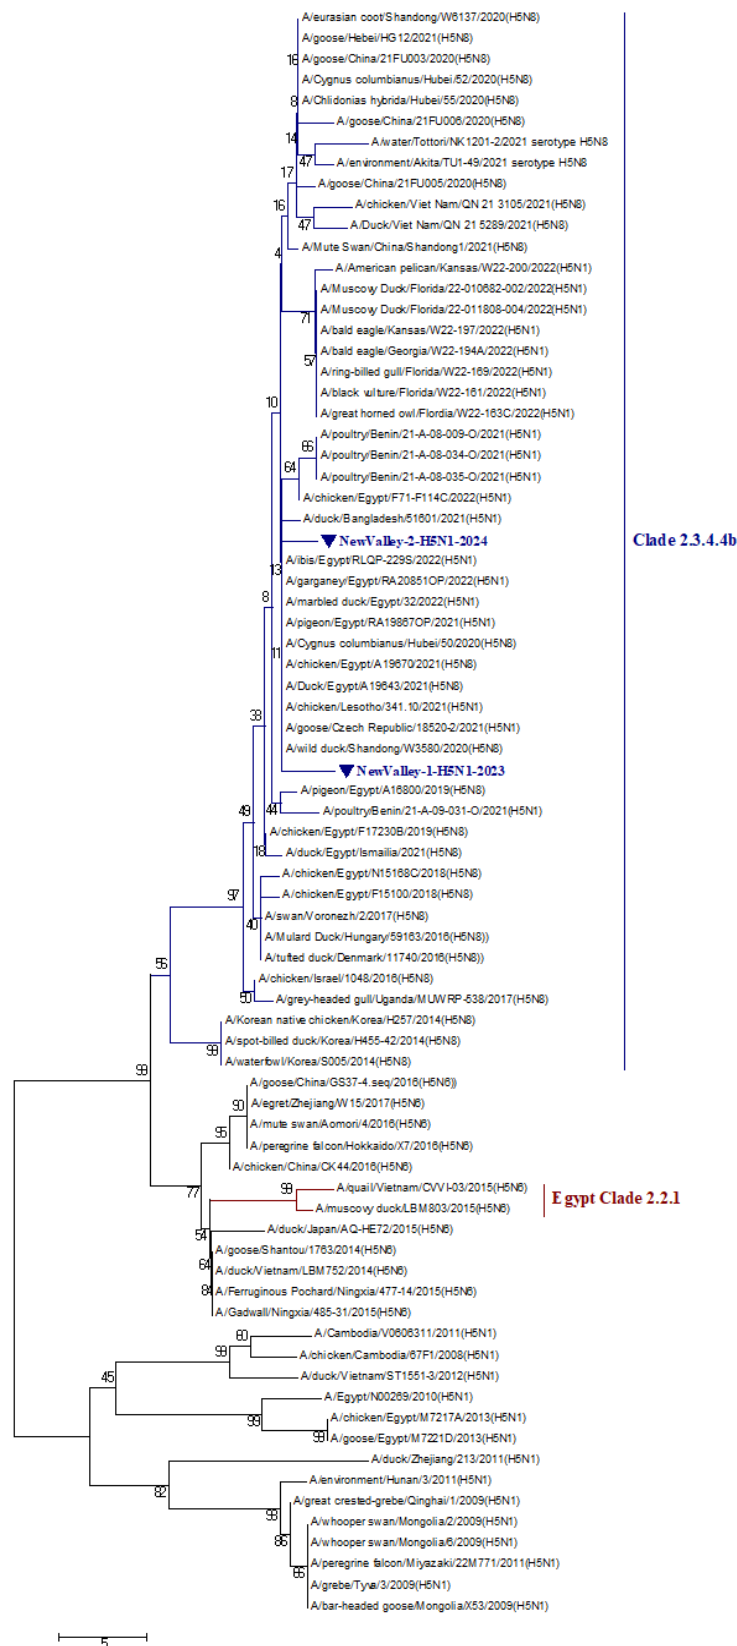 A/eurasian coot/Shandong/W6137/2020(H5N8)
A/goose/Hebei/HG12/2021(H5N8)
16
A/goose/China/21FU003/2020(H5N8)
A/Cygnus columbianus/Hubei/52/2020(H5N8)
8
A/Chlidonias hybrida/Hubei/55/2020(H5N8)
A/goose/China/21FU006/2020(H5N8)
14
A/water/Tottori/NK1201-2/2021 serotype H5N8
47
A/environment/Akita/TU1-49/2021 serotype H5N8
17
A/goose/China/21FU005/2020(H5N8)
16
A/chicken/Viet Nam/QN 21 3105/2021(H5N8)
47
A/Duck/Viet Nam/QN 21 5289/2021(H5N8)
4
A/Mute Swan/China/Shandong1/2021(H5N8)
A/American pelican/Kansas/W22-200/2022(H5N1)
A/Muscovy Duck/Florida/22-010682-002/2022(H5N1)
71
A/Muscovy Duck/Florida/22-011808-004/2022(H5N1)
A/bald eagle/Kansas/W22-197/2022(H5N1)
57
A/bald eagle/Georgia/W22-194A/2022(H5N1)
A/ring-billed gull/Florida/W22-169/2022(H5N1)
A/black vulture/Florida/W22-161/2022(H5N1)
10
A/great horned owl/Flordia/W22-163C/2022(H5N1)
A/poultry/Benin/21-A-08-009-O/2021(H5N1)
66
A/poultry/Benin/21-A-08-034-O/2021(H5N1)
64
A/poultry/Benin/21-A-08-035-O/2021(H5N1)
A/chicken/Egypt/F71-F114C/2022(H5N1)
A/duck/Bangladesh/51601/2021(H5N1)
NewValley-2-H5N1-2024
Clade 2.3.4.4b
13
A/ibis/Egypt/RLQP-229S/2022(H5N1)
A/garganey/Egypt/RA20851OP/2022(H5N1)
8
A/marbled duck/Egypt/32/2022(H5N1)
A/pigeon/Egypt/RA19867OP/2021(H5N1)
11
A/Cygnus columbianus/Hubei/50/2020(H5N8)
A/chicken/Egypt/A19670/2021(H5N8)
A/Duck/Egypt/A19643/2021(H5N8)
38
A/chicken/Lesotho/341.10/2021(H5N1)
A/goose/Czech Republic/18520-2/2021(H5N1)
A/wild duck/Shandong/W3580/2020(H5N8)
NewValley-1-H5N1-2023
A/pigeon/Egypt/A16800/2019(H5N8)
49
44
A/poultry/Benin/21-A-09-031-O/2021(H5N1)
A/chicken/Egypt/F17230B/2019(H5N8)
18
A/duck/Egypt/Ismailia/2021(H5N8)
A/chicken/Egypt/N15168C/2018(H5N8)
97
A/chicken/Egypt/F15100/2018(H5N8)
40
A/swan/Voronezh/2/2017(H5N8)
A/Mulard Duck/Hungary/59163/2016(H5N8))
56
A/tufted duck/Denmark/11740/2016(H5N8))
A/chicken/Israel/1048/2016(H5N8)
50
A/grey-headed gull/Uganda/MUWRP-538/2017(H5N8)
A/Korean native chicken/Korea/H257/2014(H5N8)
A/spot-billed duck/Korea/H455-42/2014(H5N8)
98
A/waterfowl/Korea/S005/2014(H5N8)
98
A/goose/China/GS37-4.seq/2016(H5N6))
90
A/egret/Zhejiang/W15/2017(H5N6)
A/mute swan/Aomori/4/2016(H5N6)
95
A/peregrine falcon/Hokkaido/X7/2016(H5N6)
A/chicken/China/CK44/2016(H5N6)
77
98
A/quail/Vietnam/CVVI-03/2015(H5N6)
Egypt Clade 2.2.1
A/muscovy duck/LBM803/2015(H5N6)
54
A/duck/Japan/AQ-HE72/2015(H5N6)
A/goose/Shantou/1763/2014(H5N6)
64
A/duck/Vietnam/LBM752/2014(H5N6)
84
A/Ferruginous Pochard/Ningxia/477-14/2015(H5N6)
A/Gadwall/Ningxia/485-31/2015(H5N6)
60
A/Cambodia/V0606311/2011(H5N1)
98
A/chicken/Cambodia/67F1/2008(H5N1)
45
A/duck/Vietnam/ST1551-3/2012(H5N1)
A/Egypt/N00269/2010(H5N1)
99
A/chicken/Egypt/M7217A/2013(H5N1)
98
A/goose/Egypt/M7221D/2013(H5N1)
A/duck/Zhejiang/213/2011(H5N1)
82
A/environment/Hunan/3/2011(H5N1)
98
A/great crested-grebe/Qinghai/1/2009(H5N1)
A/whooper swan/Mongolia/2/2009(H5N1)
86
A/whooper swan/Mongolia/6/2009(H5N1)
66
A/peregrine falcon/Miyazaki/22M771/2011(H5N1)
A/grebe/Tyva/3/2009(H5N1)
A/bar-headed goose/Mongolia/X53/2009(H5N1)
5